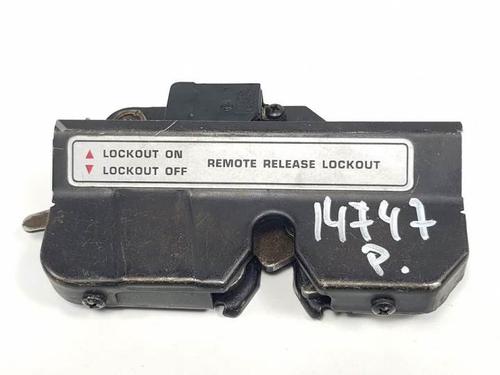 ▲ LOCKOUT ON
▼ LOCKOUT OFF
REMOTE RELEASE LOCKOUT
14747
P.